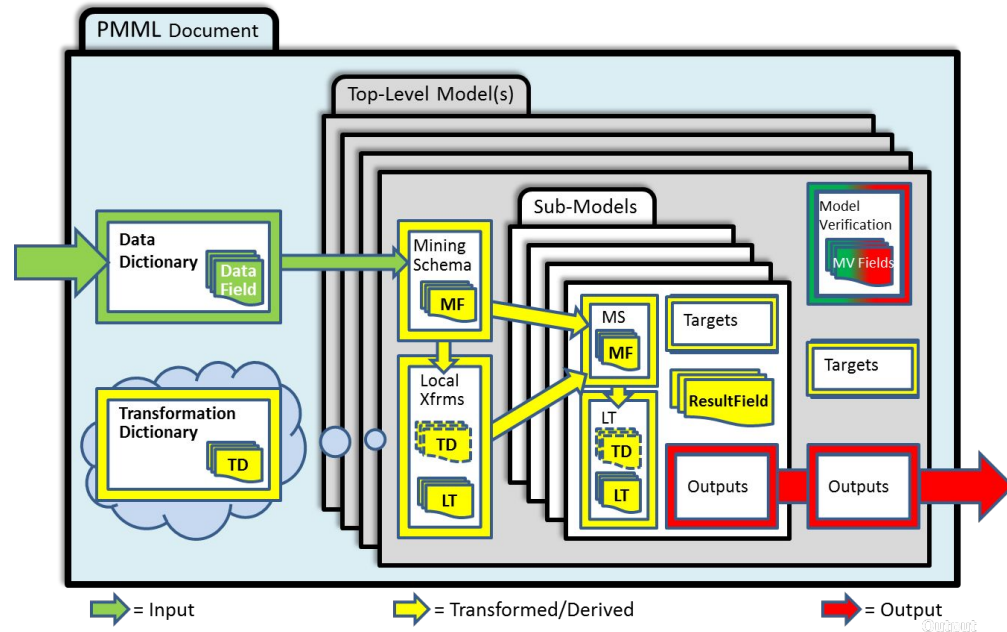 PMML Document
Top-Level Model(s)
Sub-Models
Model
Verification
MV Fields
Data
Dictionary
Data
Field
Mining
Schema
MF
MS
MF
Targets
Targets
Local
Xfrms
TD
LT
LT
TD
LT
ResultField
Transformation
Dictionary
TD
Outputs
Outputs
= Input
= Transformed/Derived
= Output
Output